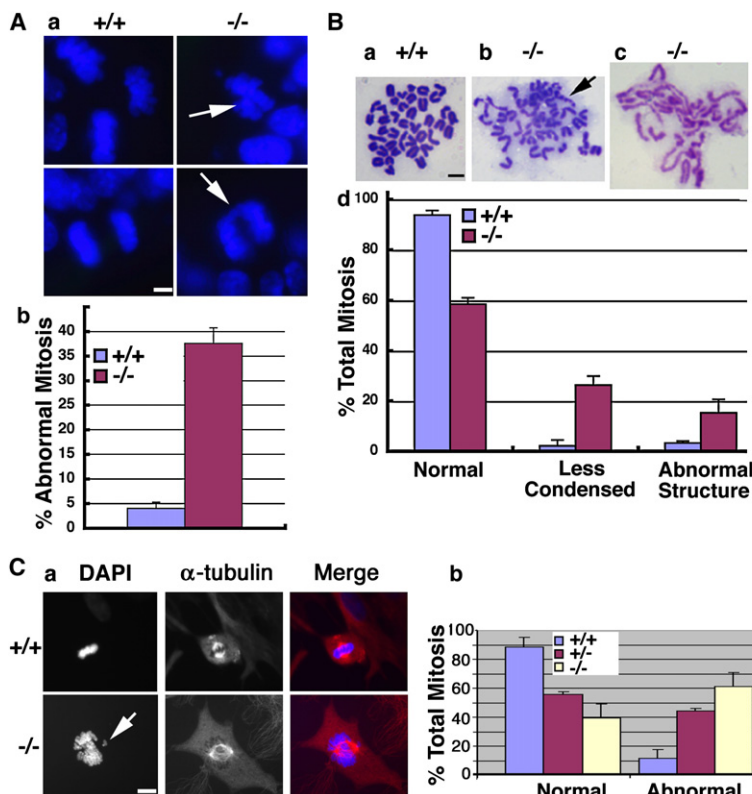 A
a
+/+
-/-
b
% Abnormal Mitosis
40
35
30
25
20
15
10
5
0
+/+
-/-
B
a
+/+
b
-/-
c
-/-
d
% Total Mitosis
100
80
60
40
20
0
+/+
-/-
Normal
Less
Condensed
Abnormal
Structure
C
a
DAPI
α-tubulin
Merge
+/+
-/-
b
% Total Mitosis
100
80
60
40
20
0
+/+
+/-
-/-
Normal
Abnormal